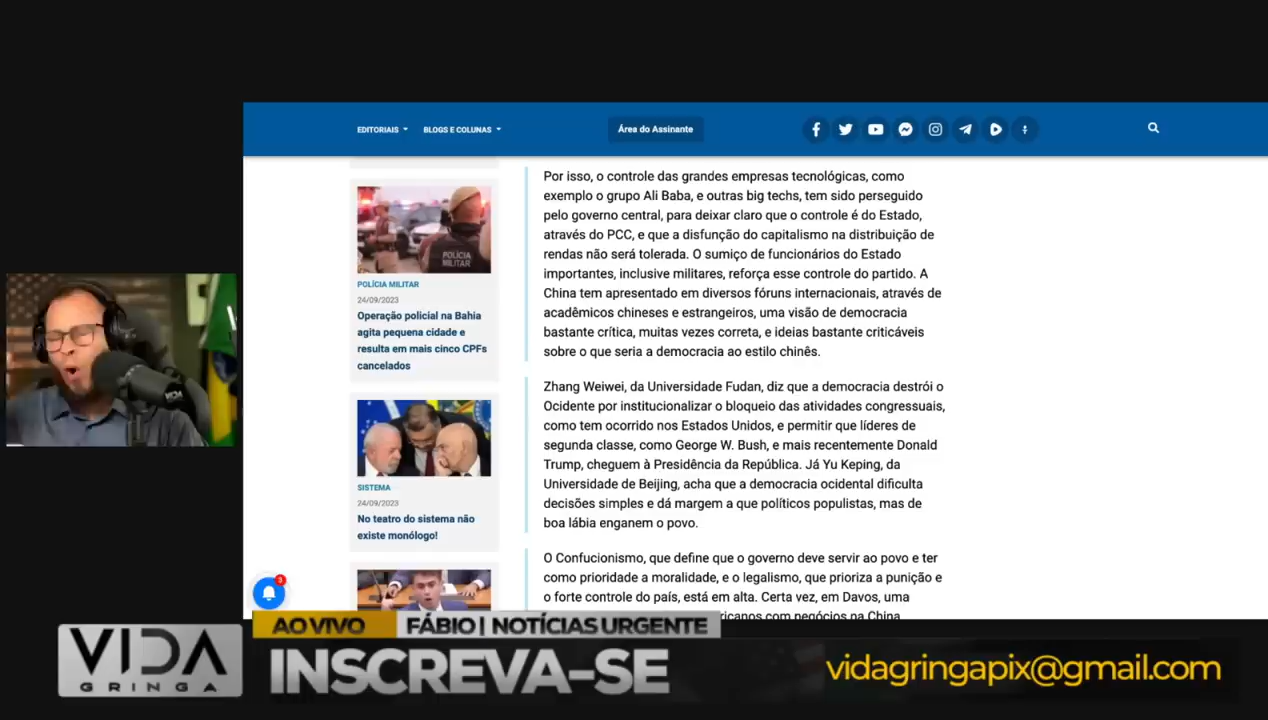 EDITORIAIS
BLOGS E COLUNAS
Área do Assinante
Por isso, o controle das grandes empresas tecnológicas, como
exemplo o grupo Ali Baba, e outras big techs, tem sido perseguido
pelo governo central, para deixar claro que o controle é do Estado,
através do PCC, e que a disfunção do capitalismo na distribuição de
rendas não será tolerada. O sumiço de funcionários do Estado
importantes, inclusive militares, reforça esse controle do partido. A
China tem apresentado em diversos fóruns internacionais, através de
acadêmicos chineses e estrangeiros, uma visão de democracia
bastante crítica, muitas vezes correta, e ideias bastante criticáveis
sobre o que seria a democracia ao estilo chinês.
Zhang Weiwei, da Universidade Fudan, diz que a democracia destrói o
Ocidente por institucionalizar o bloqueio das atividades congressuais,
como tem ocorrido nos Estados Unidos, e permitir que líderes de
segunda classe, como George W. Bush, e mais recentemente Donald
Trump, cheguem à Presidência da República. Já Yu Keping, da
Universidade de Beijing, acha que a democracia ocidental dificulta
decisões simples e dá margem a que políticos populistas, mas de
boa lábia enganem o povo.
O Confucionismo, que define que o governo deve servir ao povo e ter
como prioridade a moralidade, e o legalismo, que prioriza a punição e
o forte controle do país, está em alta. Certa vez, em Davos, uma
ricanos com negócios na China
POLÍCIA
MILITAR
POLÍCIA MILITAR
24/09/2023
Operação policial na Bahia
agita pequena cidade e
resulta em mais cinco CPFs
cancelados
SISTEMA
24/09/2023
No teatro do sistema não
existe monólogo!
3
AO VIVO
FÁBIO | NOTÍCIAS URGENTE
VIDA
GRINGA
INSCREVA-SE
vidagringapix@gmail.com